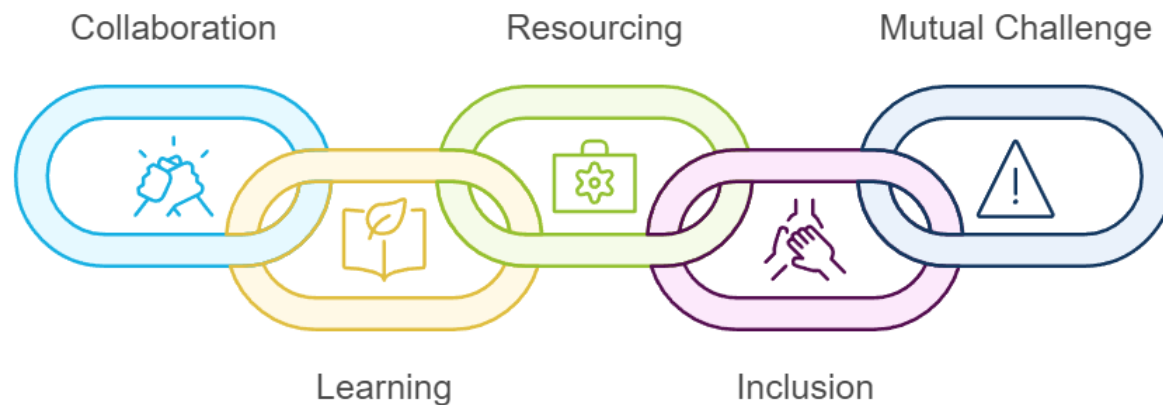 Collaboration
Resourcing
Mutual Challenge
Learning
Inclusion